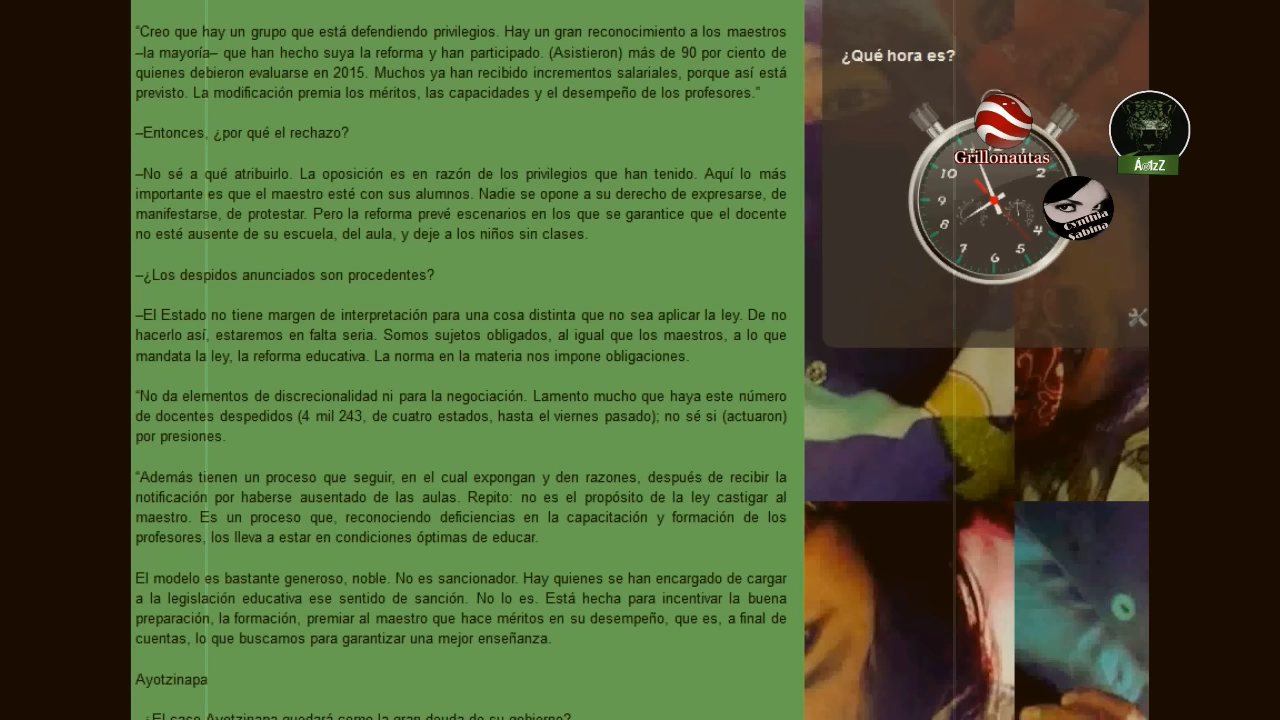 “Creo que hay un grupo que está defendiendo privilegios. Hay un gran reconocimiento a los maestros
–la mayoría– que han hecho suya la reforma y han participado. (Asistieron) más de 90 por ciento de
quienes debieron evaluarse en 2015. Muchos ya han recibido incrementos salariales, porque así está
previsto. La modificación premia los méritos, las capacidades y el desempeño de los profesores.”
–Entonces, ¿por qué el rechazo?
–No sé a qué atribuirlo. La oposición es en razón de los privilegios que han tenido. Aquí lo más
importante es que el maestro esté con sus alumnos. Nadie se opone a su derecho de expresarse, de
manifestarse, de protestar. Pero la reforma prevé escenarios en los que se garantice que el docente
no esté ausente de su escuela, del aula, y deje a los niños sin clases.
–¿Los despidos anunciados son procedentes?
–El Estado no tiene margen de interpretación para una cosa distinta que no sea aplicar la ley. De no
hacerlo así, estaremos en falta seria. Somos sujetos obligados, al igual que los maestros, a lo que
mandata la ley, la reforma educativa. La norma en la materia nos impone obligaciones.
“No da elementos de discrecionalidad ni para la negociación. Lamento mucho que haya este número
de docentes despedidos (4 mil 243, de cuatro estados, hasta el viernes pasado); no sé si (actuaron)
por presiones.
“Además tienen un proceso que seguir, en el cual expongan y den razones, después de recibir la
notificación por haberse ausentado de las aulas. Repito: no es el propósito de la ley castigar al
maestro. Es un proceso que, reconociendo deficiencias en la capacitación y formación de los
profesores, los lleva a estar en condiciones óptimas de educar.
El modelo es bastante generoso, noble. No es sancionador. Hay quienes se han encargado de cargar
a la legislación educativa ese sentido de sanción. No lo es. Está hecha para incentivar la buena
preparación, la formación, premiar al maestro que hace méritos en su desempeño, que es, a final de
cuentas, lo que buscamos para garantizar una mejor enseñanza.
Ayotzinapa
–¿El caso Ayotzinapa quedará como la gran deuda de su gobierno?
¿Qué hora es?
Grillonautas
10
2
9
8
4
7
5
6
Cynthia
Sabina